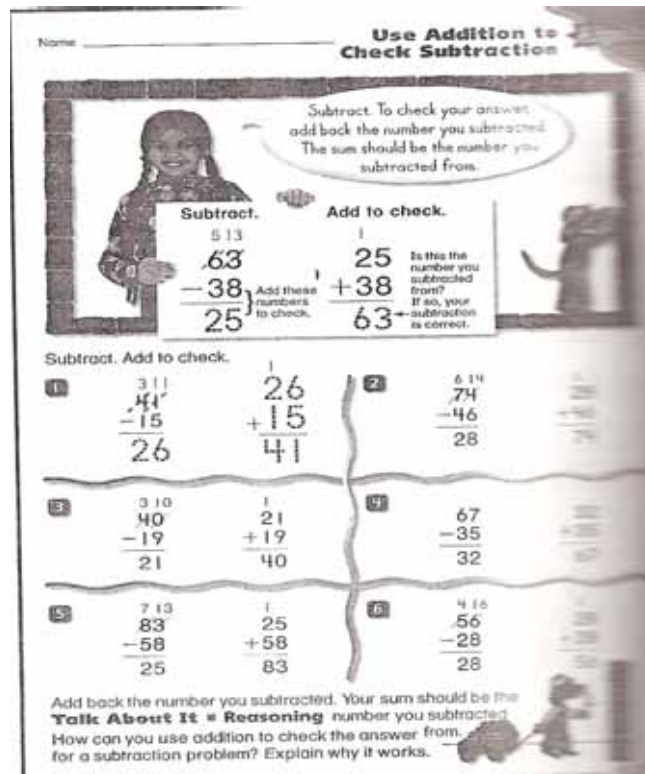 Name
Use Addition to
Check Subtraction
Subtract. To check your answer,
add back the number you subtracted.
The sum should be the number you
subtracted from.
Subtract.
5 13
63
−38
25
Add these
numbers
to check.
Add to check.
1
25
+38
63
Is this the
number you
subtracted
from?
If so, your
subtraction
is correct.
Subtract. Add to check.
1
3 11
41
−15
26
1
26
+15
41
2
6 14
74
−46
28
3
3 10
40
−19
21
1
21
+19
40
4
67
−35
32
5
7 13
83
−58
25
1
25
+58
83
6
4 16
56
−28
28
Add back the number you subtracted. Your sum should be the
Talk About It ■ Reasoning number you subtracted
How can you use addition to check the answer from.
for a subtraction problem? Explain why it works.